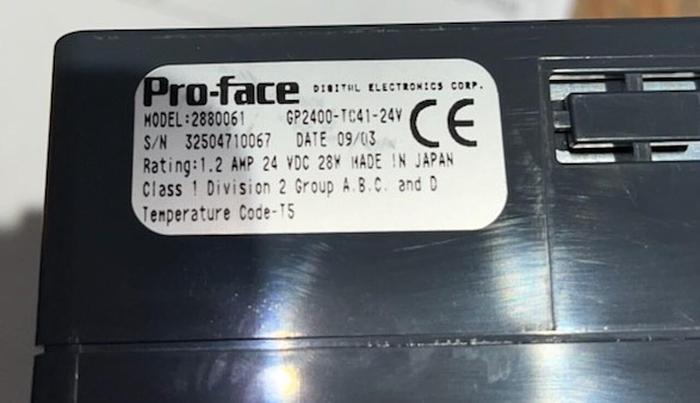 Pro-face DIGITAL ELECTRONICS CORP.
MODEL:2880061 GP2400-TC41-24V CE
S/N 32504710067 DATE 09/03
Rating:1.2 AMP 24 VDC 28W MADE IN JAPAN
Class 1 Division 2 Group A.B.C. and D
Temperature Code-T5